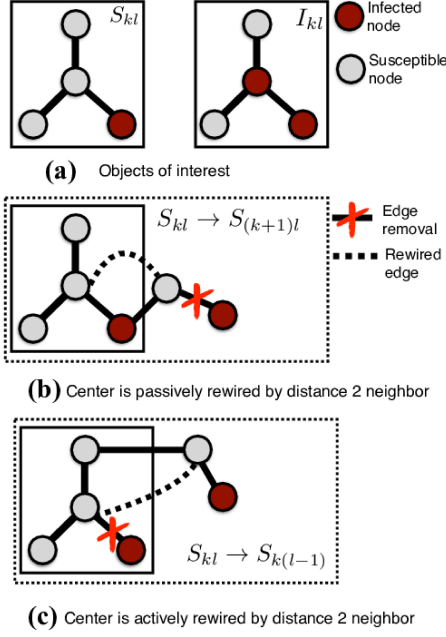 S_{kl}
I_{kl}
Infected
node
Susceptible
node
(a) Objects of interest
S_{kl} → S_{(k+1)l}
Edge
removal
Rewired
edge
(b) Center is passively rewired by distance 2 neighbor
S_{kl} → S_{k(l−1)}
(c) Center is actively rewired by distance 2 neighbor